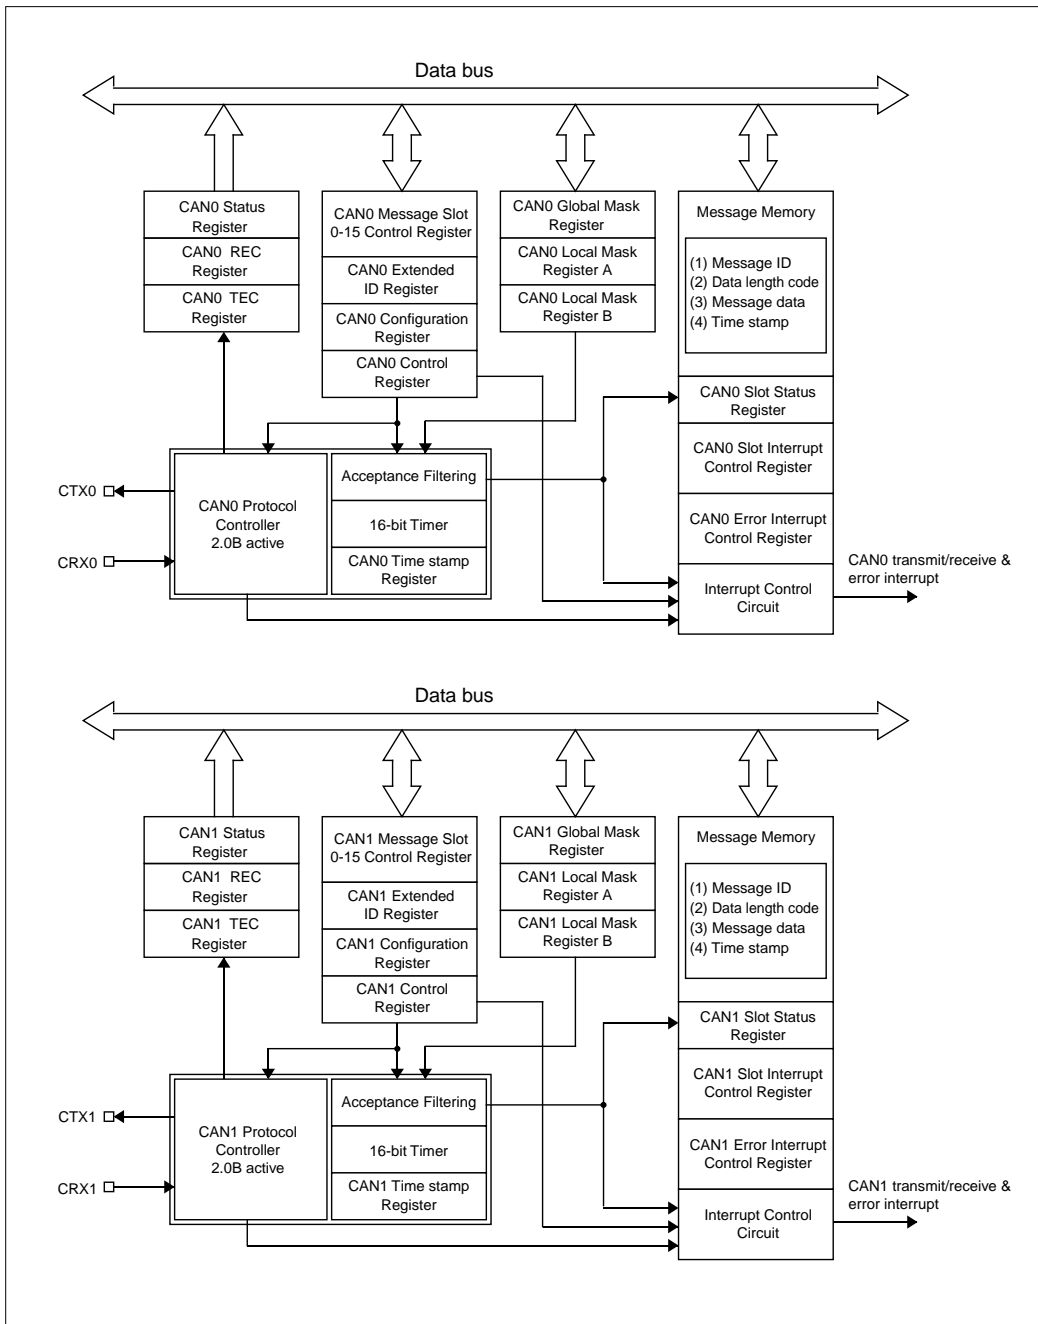 Data bus
CAN0 Status
Register
CAN0 REC
Register
CAN0 TEC
Register
CAN0 Message Slot
0-15 Control Register
CAN0 Extended
ID Register
CAN0 Configuration
Register
CAN0 Control
Register
CAN0 Global Mask
Register
CAN0 Local Mask
Register A
CAN0 Local Mask
Register B
Message Memory
(1) Message ID
(2) Data length code
(3) Message data
(4) Time stamp
CAN0 Slot Status
Register
CAN0 Slot Interrupt
Control Register
CAN0 Error Interrupt
Control Register
Interrupt Control
Circuit
CTX0
CRX0
CAN0 Protocol
Controller
2.0B active
Acceptance Filtering
16-bit Timer
CAN0 Time stamp
Register
CAN0 transmit/receive &
error interrupt
Data bus
CAN1 Status
Register
CAN1 REC
Register
CAN1 TEC
Register
CAN1 Message Slot
0-15 Control Register
CAN1 Extended
ID Register
CAN1 Configuration
Register
CAN1 Control
Register
CAN1 Global Mask
Register
CAN1 Local Mask
Register A
CAN1 Local Mask
Register B
Message Memory
(1) Message ID
(2) Data length code
(3) Message data
(4) Time stamp
CAN1 Slot Status
Register
CAN1 Slot Interrupt
Control Register
CAN1 Error Interrupt
Control Register
Interrupt Control
Circuit
CTX1
CRX1
CAN1 Protocol
Controller
2.0B active
Acceptance Filtering
16-bit Timer
CAN1 Time stamp
Register
CAN1 transmit/receive &
error interrupt